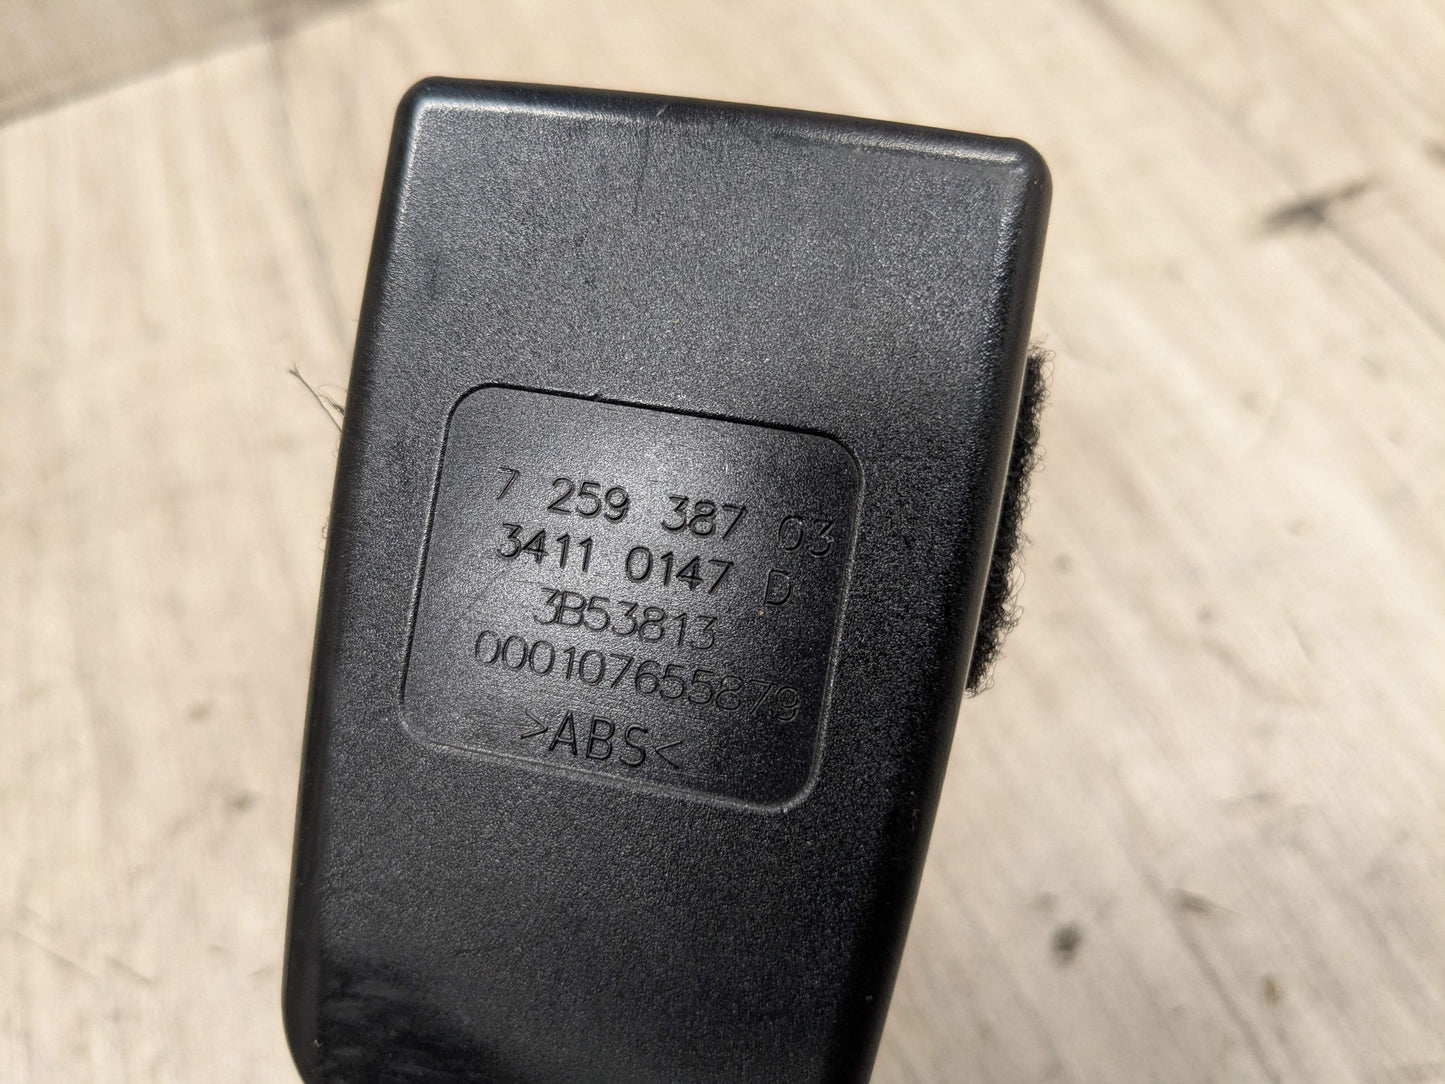 7 259 387 03
3411 0147 D
3B53813
000107655879
>ABS<